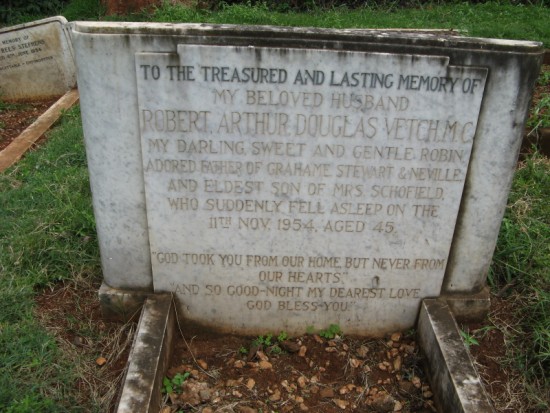 TO THE TREASURED AND LASTING MEMORY OF
MY BELOVED HUSBAND
ROBERT ARTHUR DOUGLAS VETCH. M.C.
MY DARLING SWEET AND GENTLE ROBIN
ADORED FATHER OF GRAHAME STEWART & NEVILLE.
AND ELDEST SON OF MRS. SCHOFIELD.
WHO SUDDENLY FELL ASLEEP ON THE
11TH NOV. 1954. AGED 45.
"GOD TOOK YOU FROM OUR HOME BUT NEVER FROM
OUR HEARTS"
AND SO GOOD-NIGHT MY DEAREST LOVE
GOD BLESS-YOU